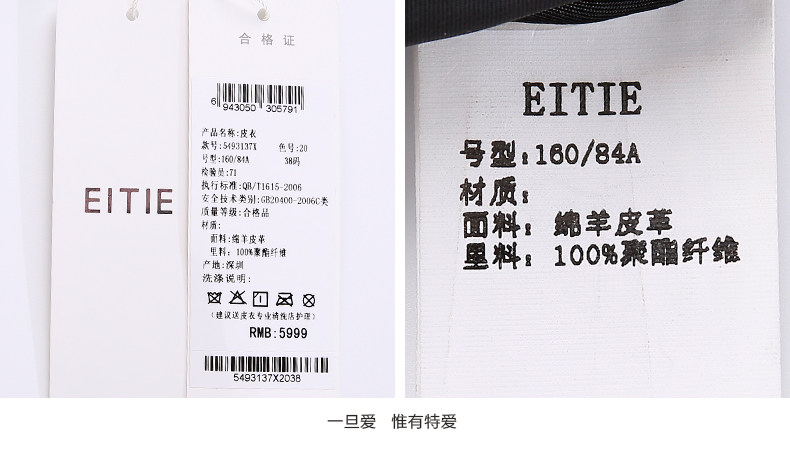 EITIE
合格证
6 943050 305791
产品名称:皮衣
款号:5493137X 色号:20
号型:160/84A 38码
检验员:71
执行标准:QB/T1615-2006
安全技术类别:GB20400-2006C类
质量等级:合格品
材质:
面料:绵羊皮革
里料:100%聚酯纤维
产地:深圳
洗涤说明:
(建议送皮衣专业清洗店护理)
RMB:5999
5493137X2038
EITIE
号型:160/84A
材质:
面料: 绵羊皮革
里料: 100%聚酯纤维
一旦爱 惟有特爱